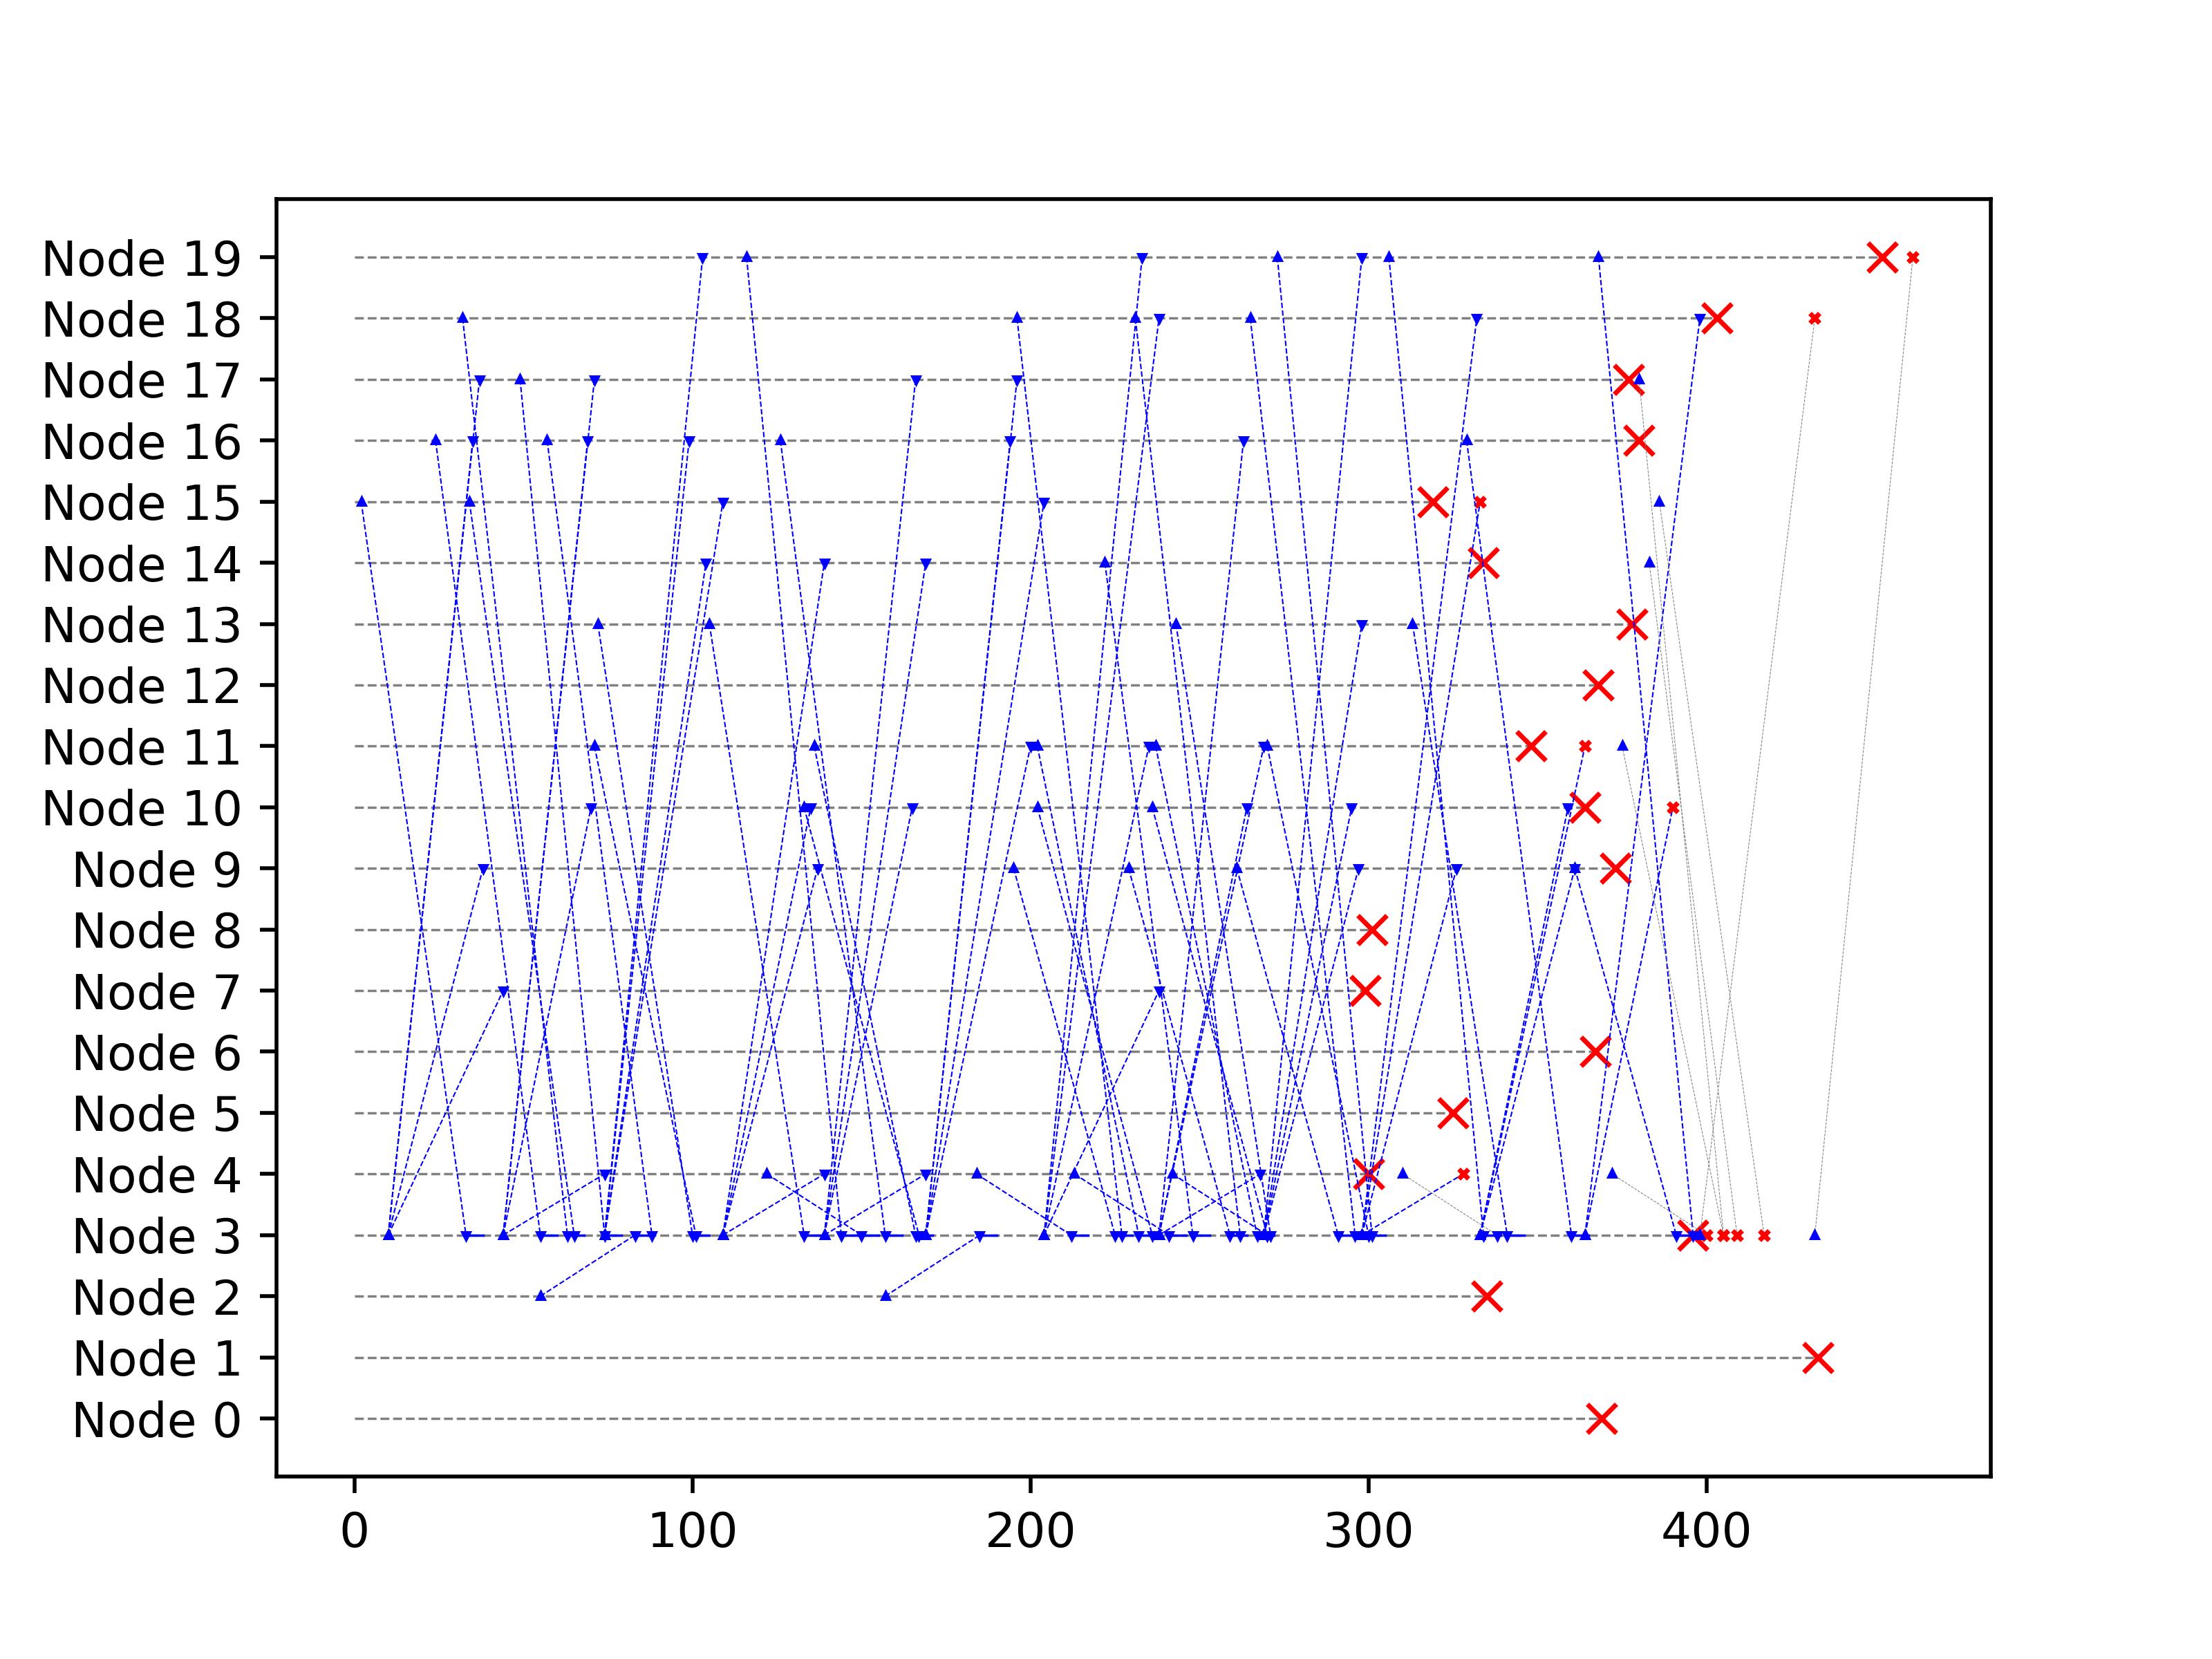 Node 19
Node 18
Node 17
Node 16
Node 15
Node 14
Node 13
Node 12
Node 11
Node 10
Node 9
Node 8
Node 7
Node 6
Node 5
Node 4
Node 3
Node 2
Node 1
Node 0
0 100 200 300 400